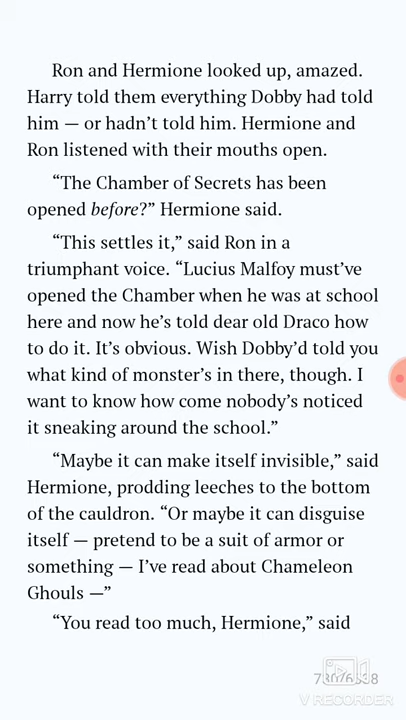 Ron and Hermione looked up, amazed.
Harry told them everything Dobby had told
him — or hadn’t told him. Hermione and
Ron listened with their mouths open.
“The Chamber of Secrets has been
opened before?” Hermione said.
“This settles it,” said Ron in a
triumphant voice. “Lucius Malfoy must’ve
opened the Chamber when he was at school
here and now he’s told dear old Draco how
to do it. It’s obvious. Wish Dobby’d told you
what kind of monster’s in there, though. I
want to know how come nobody’s noticed
it sneaking around the school.”
“Maybe it can make itself invisible,” said
Hermione, prodding leeches to the bottom
of the cauldron. “Or maybe it can disguise
itself — pretend to be a suit of armor or
something — I’ve read about Chameleon
Ghouls —”
“You read too much, Hermione,” said
V RECORDER